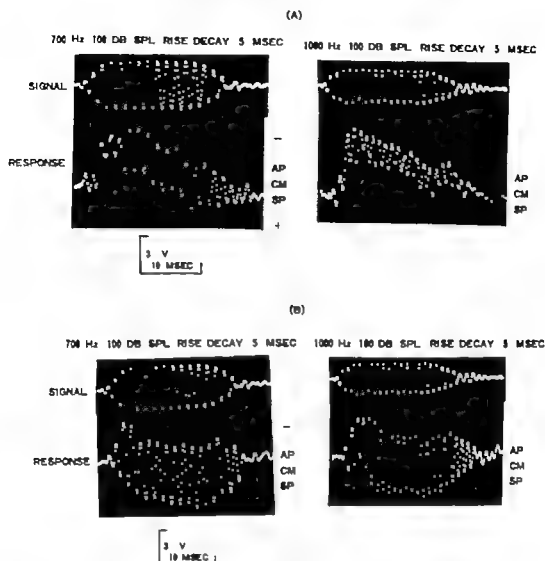 (A)
700 Hz 100 DB SPL RISE DECAY 5 MSEC
1000 Hz 100 DB SPL RISE DECAY 5 MSEC
SIGNAL
RESPONSE
−
AP
CM
SP
+
AP
CM
SP
3 V
10 MSEC
(B)
700 Hz 100 DB SPL RISE DECAY 5 MSEC
1000 Hz 100 DB SPL RISE DECAY 5 MSEC
SIGNAL
RESPONSE
−
AP
CM
SP
AP
CM
SP
3 V
10 MSEC